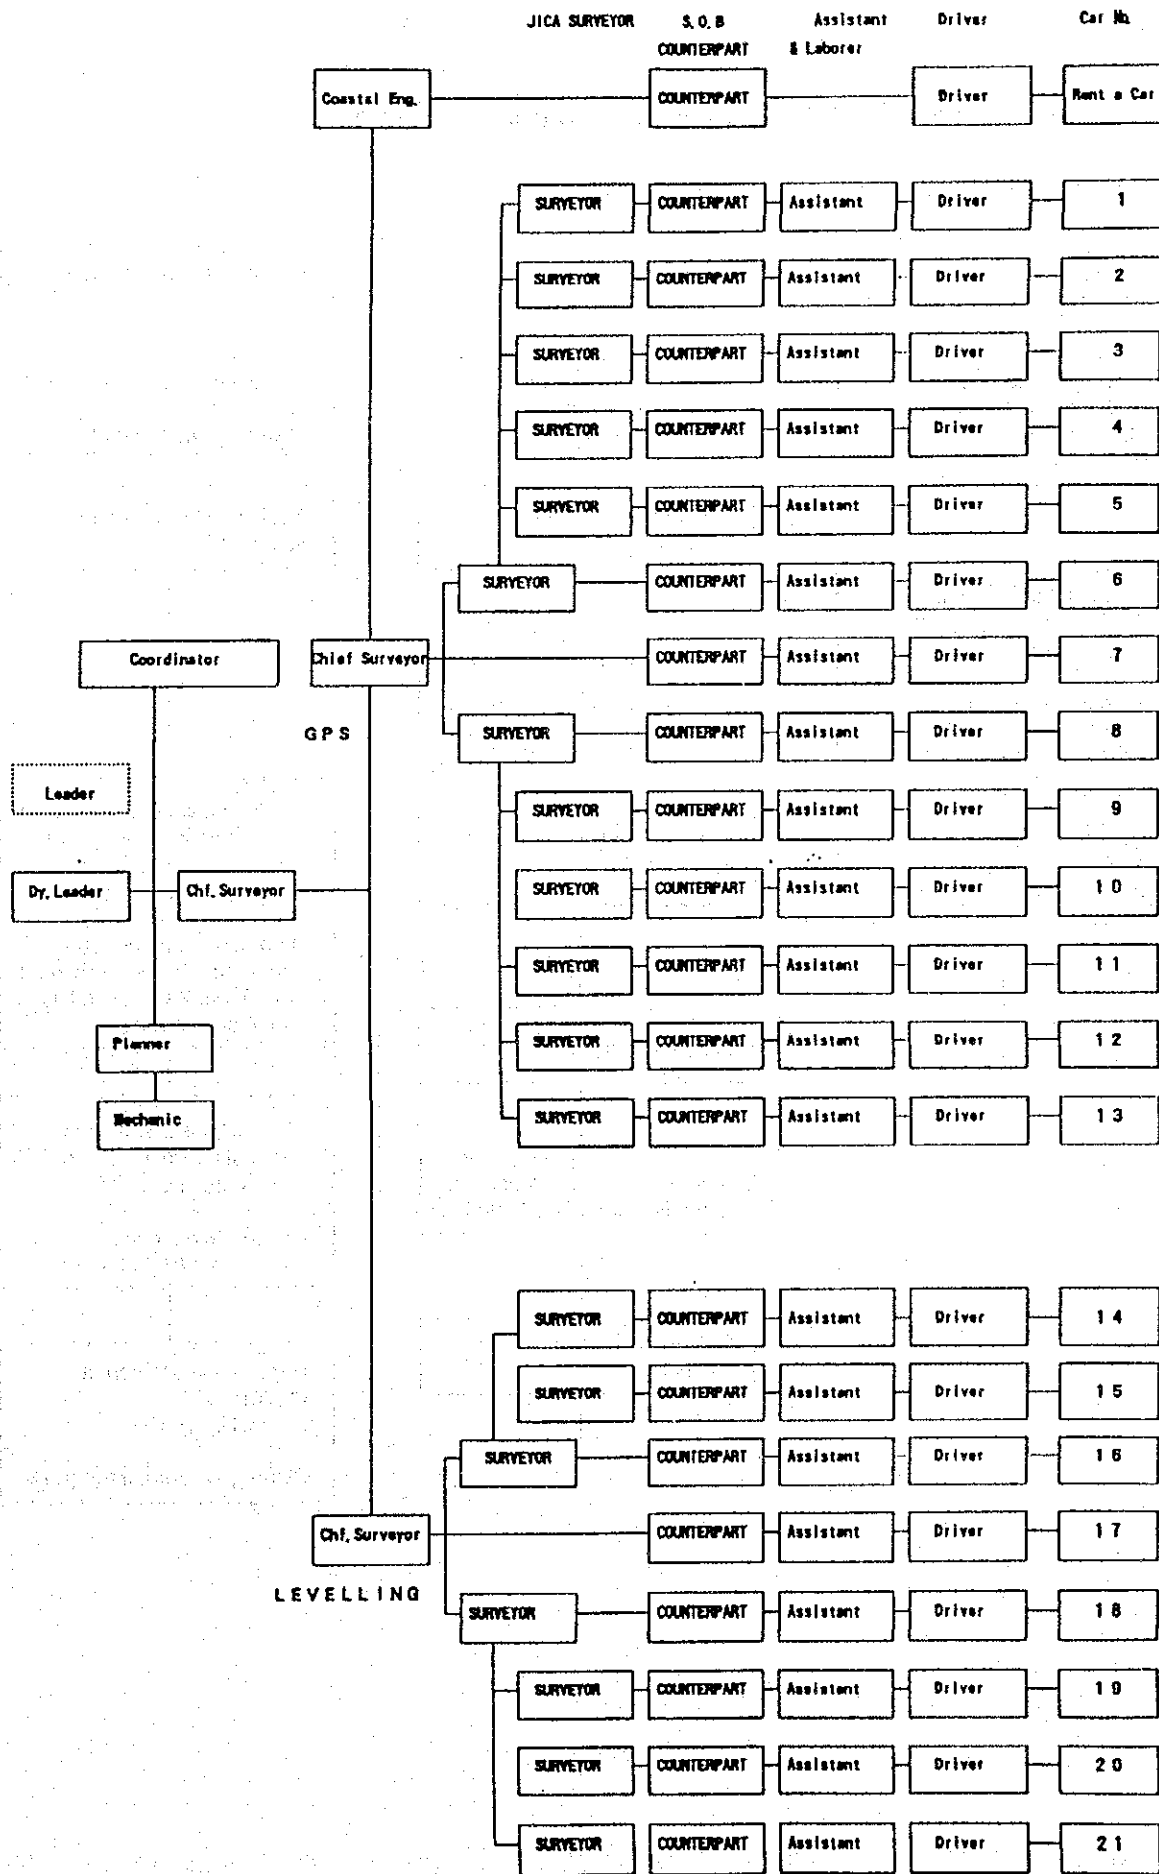 JICA SURVEYOR S.O.B Assistant Driver Car No.
COUNTERPART & Laborer
Coastal Eng. COUNTERPART Driver Rent a Car
SURVEYOR COUNTERPART Assistant Driver 1
SURVEYOR COUNTERPART Assistant Driver 2
SURVEYOR COUNTERPART Assistant Driver 3
SURVEYOR COUNTERPART Assistant Driver 4
SURVEYOR COUNTERPART Assistant Driver 5
SURVEYOR COUNTERPART Assistant Driver 6
Coordinator Chief Surveyor COUNTERPART Assistant Driver 7
GPS SURVEYOR COUNTERPART Assistant Driver 8
Leader SURVEYOR COUNTERPART Assistant Driver 9
Dy. Leader Chf. Surveyor SURVEYOR COUNTERPART Assistant Driver 10
SURVEYOR COUNTERPART Assistant Driver 11
Planner SURVEYOR COUNTERPART Assistant Driver 12
Mechanic SURVEYOR COUNTERPART Assistant Driver 13
SURVEYOR COUNTERPART Assistant Driver 14
SURVEYOR COUNTERPART Assistant Driver 15
SURVEYOR COUNTERPART Assistant Driver 16
Chf. Surveyor COUNTERPART Assistant Driver 17
LEVELLING
SURVEYOR COUNTERPART Assistant Driver 18
SURVEYOR COUNTERPART Assistant Driver 19
SURVEYOR COUNTERPART Assistant Driver 20
SURVEYOR COUNTERPART Assistant Driver 21